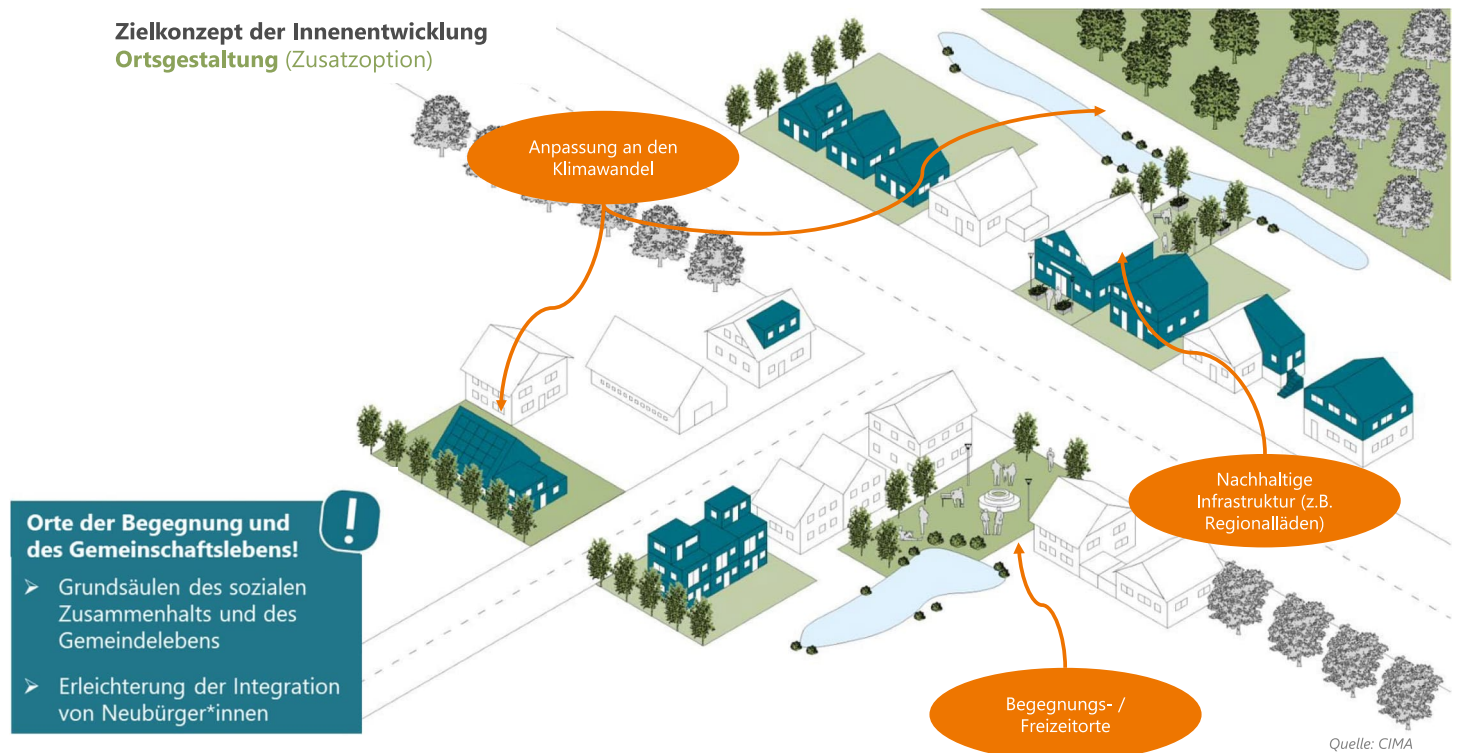 Zielkonzept der Innenentwicklung
Ortsgestaltung (Zusatzoption)
Anpassung an den
Klimawandel
Nachhaltige
Infrastruktur (z.B.
Regionalläden)
Orte der Begegnung und
des Gemeinschaftslebens!
!
➢ Grundsäulen des sozialen
Zusammenhalts und des
Gemeindelebens
➢ Erleichterung der Integration
von Neubürger*innen
Begegnungs- /
Freizeitorte
Quelle: CIMA